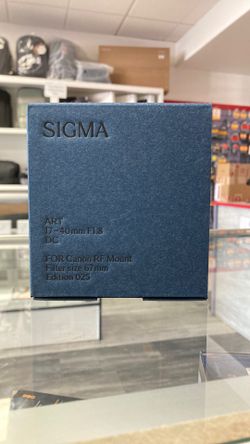 SIGMA
ART
17-40mm F1.8
DC
FOR Canon RF Mount
Filter size 67mm
Edition 025